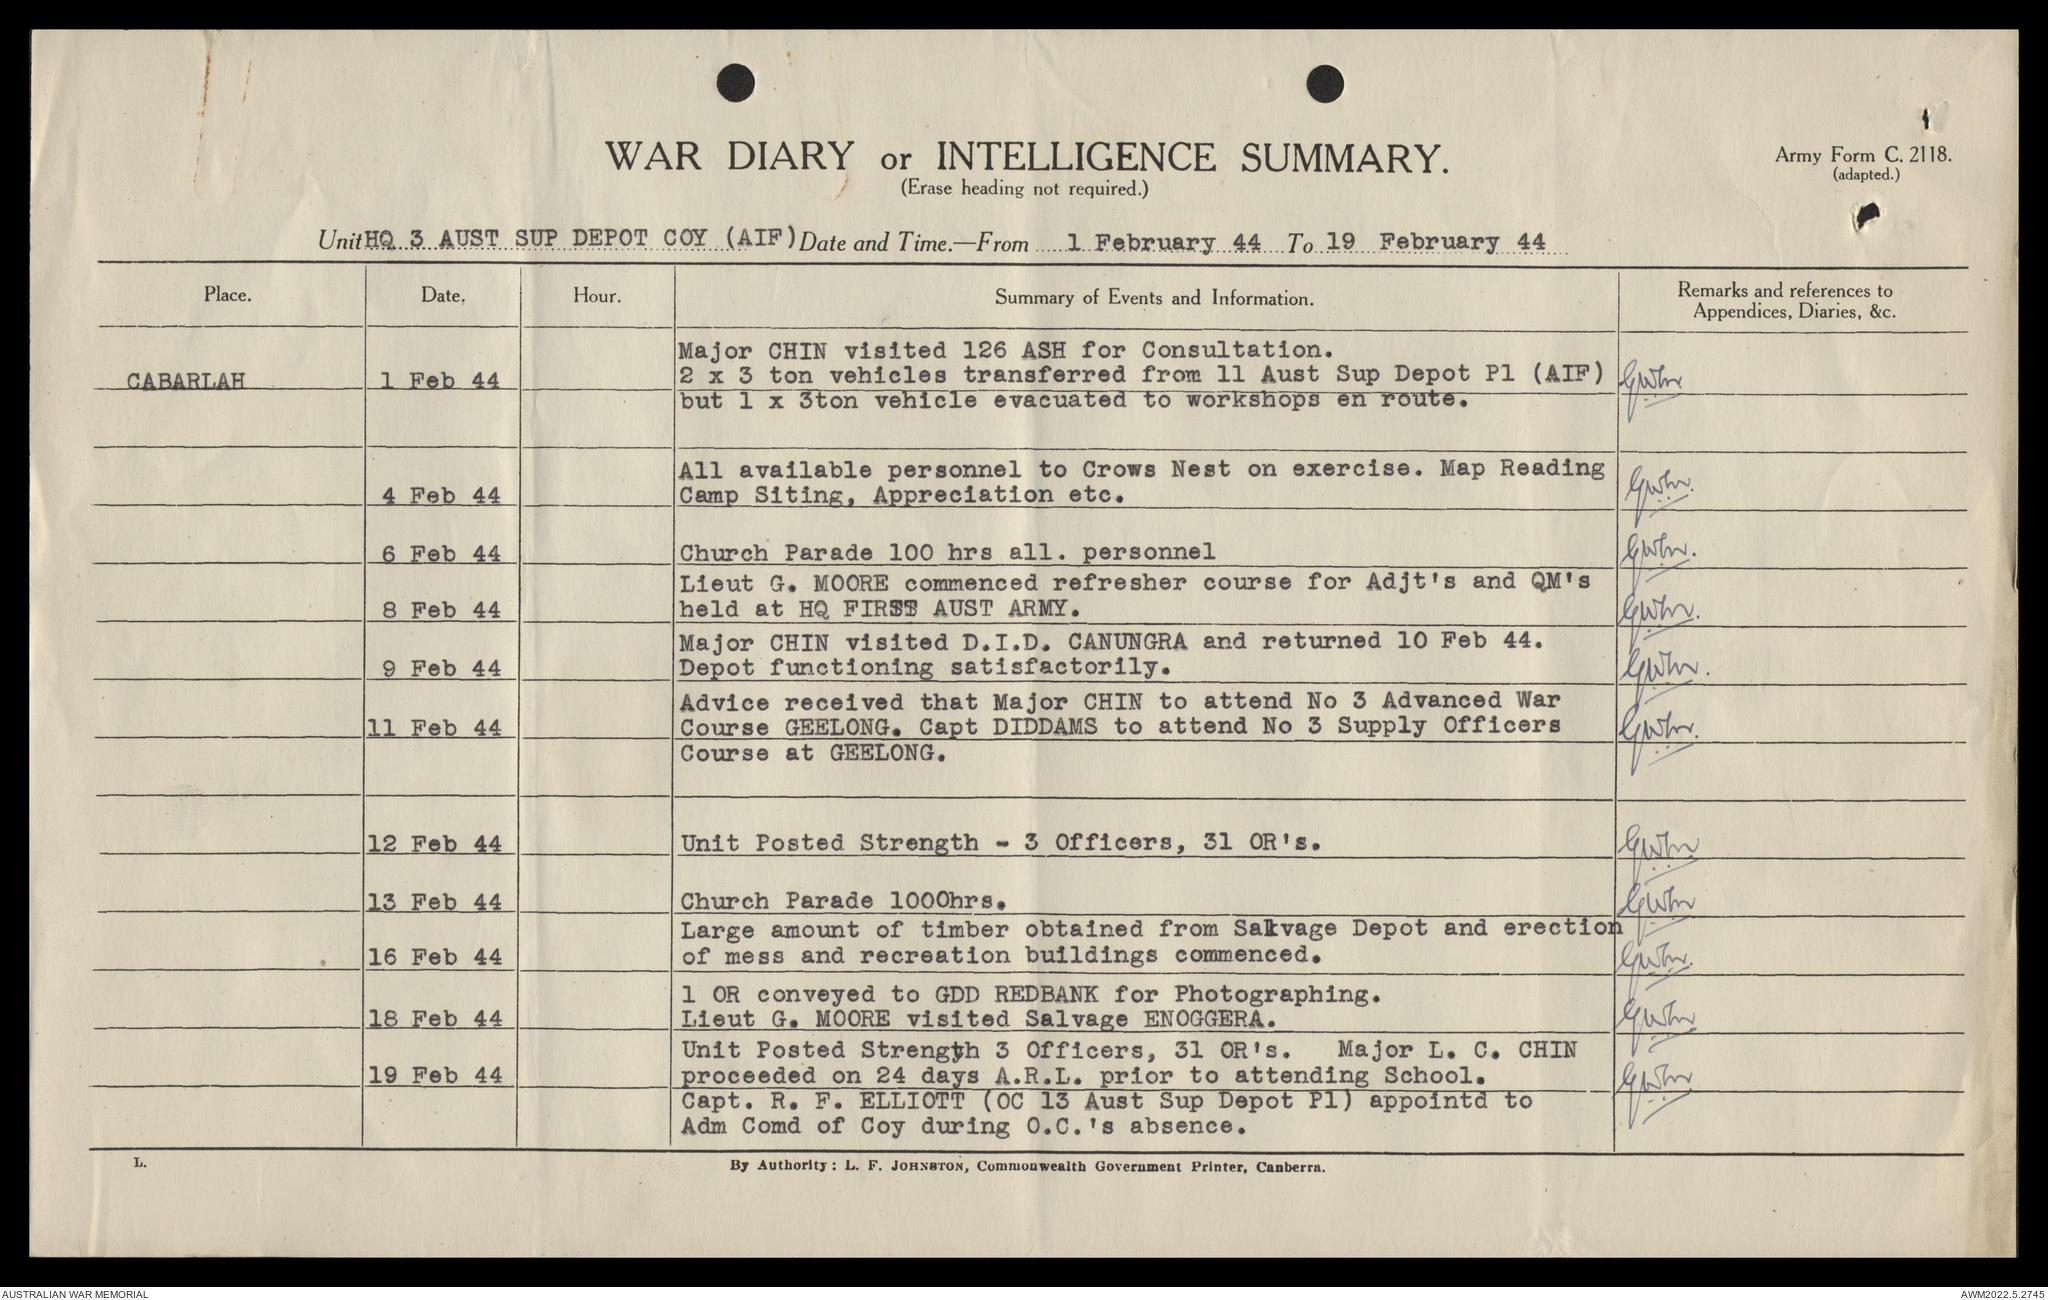 WAR DIARY or INTELLIGENCE SUMMARY.
(Erase heading not required.)
Army Form C. 2118.
(adapted.)
Unit HQ 3 AUST SUP DEPOT COY (AIF) Date and Time.—From 1 February 44 To 19 February 44
Place. Date. Hour. Summary of Events and Information. Remarks and references to
Appendices, Diaries, &c.
Major CHIN visited 126 ASH for Consultation.
CABARLAH 1 Feb 44 2 x 3 ton vehicles transferred from 11 Aust Sup Depot Pl (AIF)
but 1 x 3ton vehicle evacuated to workshops en route.
All available personnel to Crows Nest on exercise. Map Reading
4 Feb 44 Camp Siting, Appreciation etc.
6 Feb 44 Church Parade 100 hrs all. personnel
Lieut G. MOORE commenced refresher course for Adjt's and QM's
8 Feb 44 held at HQ FIRST AUST ARMY.
Major CHIN visited D.I.D. CANUNGRA and returned 10 Feb 44.
9 Feb 44 Depot functioning satisfactorily.
Advice received that Major CHIN to attend No 3 Advanced War
11 Feb 44 Course GEELONG. Capt DIDDAMS to attend No 3 Supply Officers
Course at GEELONG.
12 Feb 44 Unit Posted Strength - 3 Officers, 31 OR's.
13 Feb 44 Church Parade 1000hrs.
Large amount of timber obtained from Salvage Depot and erection
16 Feb 44 of mess and recreation buildings commenced.
1 OR conveyed to GDD REDBANK for Photographing.
18 Feb 44 Lieut G. MOORE visited Salvage ENOGGERA.
Unit Posted Strength 3 Officers, 31 OR's. Major L. C. CHIN
19 Feb 44 proceeded on 24 days A.R.L. prior to attending School.
Capt. R. F. ELLIOTT (OC 13 Aust Sup Depot Pl) appointd to
Adm Comd of Coy during O.C.'s absence.
L.
By Authority: L. F. JOHNSTON, Commonwealth Government Printer, Canberra.
AUSTRALIAN WAR MEMORIAL
AWM2022.5.2745